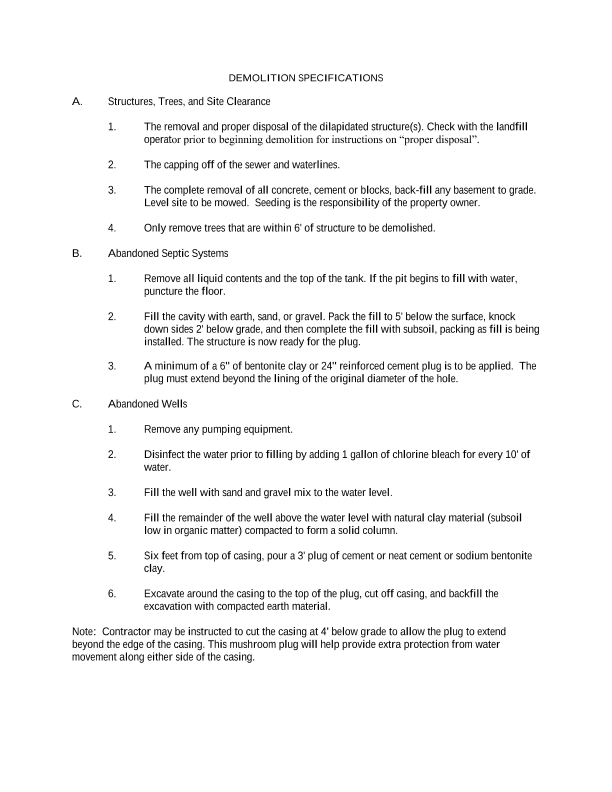 DEMOLITION SPECIFICATIONS
A. Structures, Trees, and Site Clearance
1. The removal and proper disposal of the dilapidated structure(s). Check with the landfill
operator prior to beginning demolition for instructions on “proper disposal”.
2. The capping off of the sewer and waterlines.
3. The complete removal of all concrete, cement or blocks, back-fill any basement to grade.
Level site to be mowed.  Seeding is the responsibility of the property owner.
4. Only remove trees that are within 6' of structure to be demolished.
B. Abandoned Septic Systems
1. Remove all liquid contents and the top of the tank. If the pit begins to fill with water,
puncture the floor.
2. Fill the cavity with earth, sand, or gravel. Pack the fill to 5' below the surface, knock
down sides 2' below grade, and then complete the fill with subsoil, packing as fill is being
installed. The structure is now ready for the plug.
3. A minimum of a 6" of bentonite clay or 24" reinforced cement plug is to be applied.  The
plug must extend beyond the lining of the original diameter of the hole.
C. Abandoned Wells
1. Remove any pumping equipment.
2. Disinfect the water prior to filling by adding 1 gallon of chlorine bleach for every 10' of
water.
3. Fill the well with sand and gravel mix to the water level.
4. Fill the remainder of the well above the water level with natural clay material (subsoil
low in organic matter) compacted to form a solid column.
5. Six feet from top of casing, pour a 3' plug of cement or neat cement or sodium bentonite
clay.
6. Excavate around the casing to the top of the plug, cut off casing, and backfill the
excavation with compacted earth material.
Note:  Contractor may be instructed to cut the casing at 4' below grade to allow the plug to extend
beyond the edge of the casing. This mushroom plug will help provide extra protection from water
movement along either side of the casing.